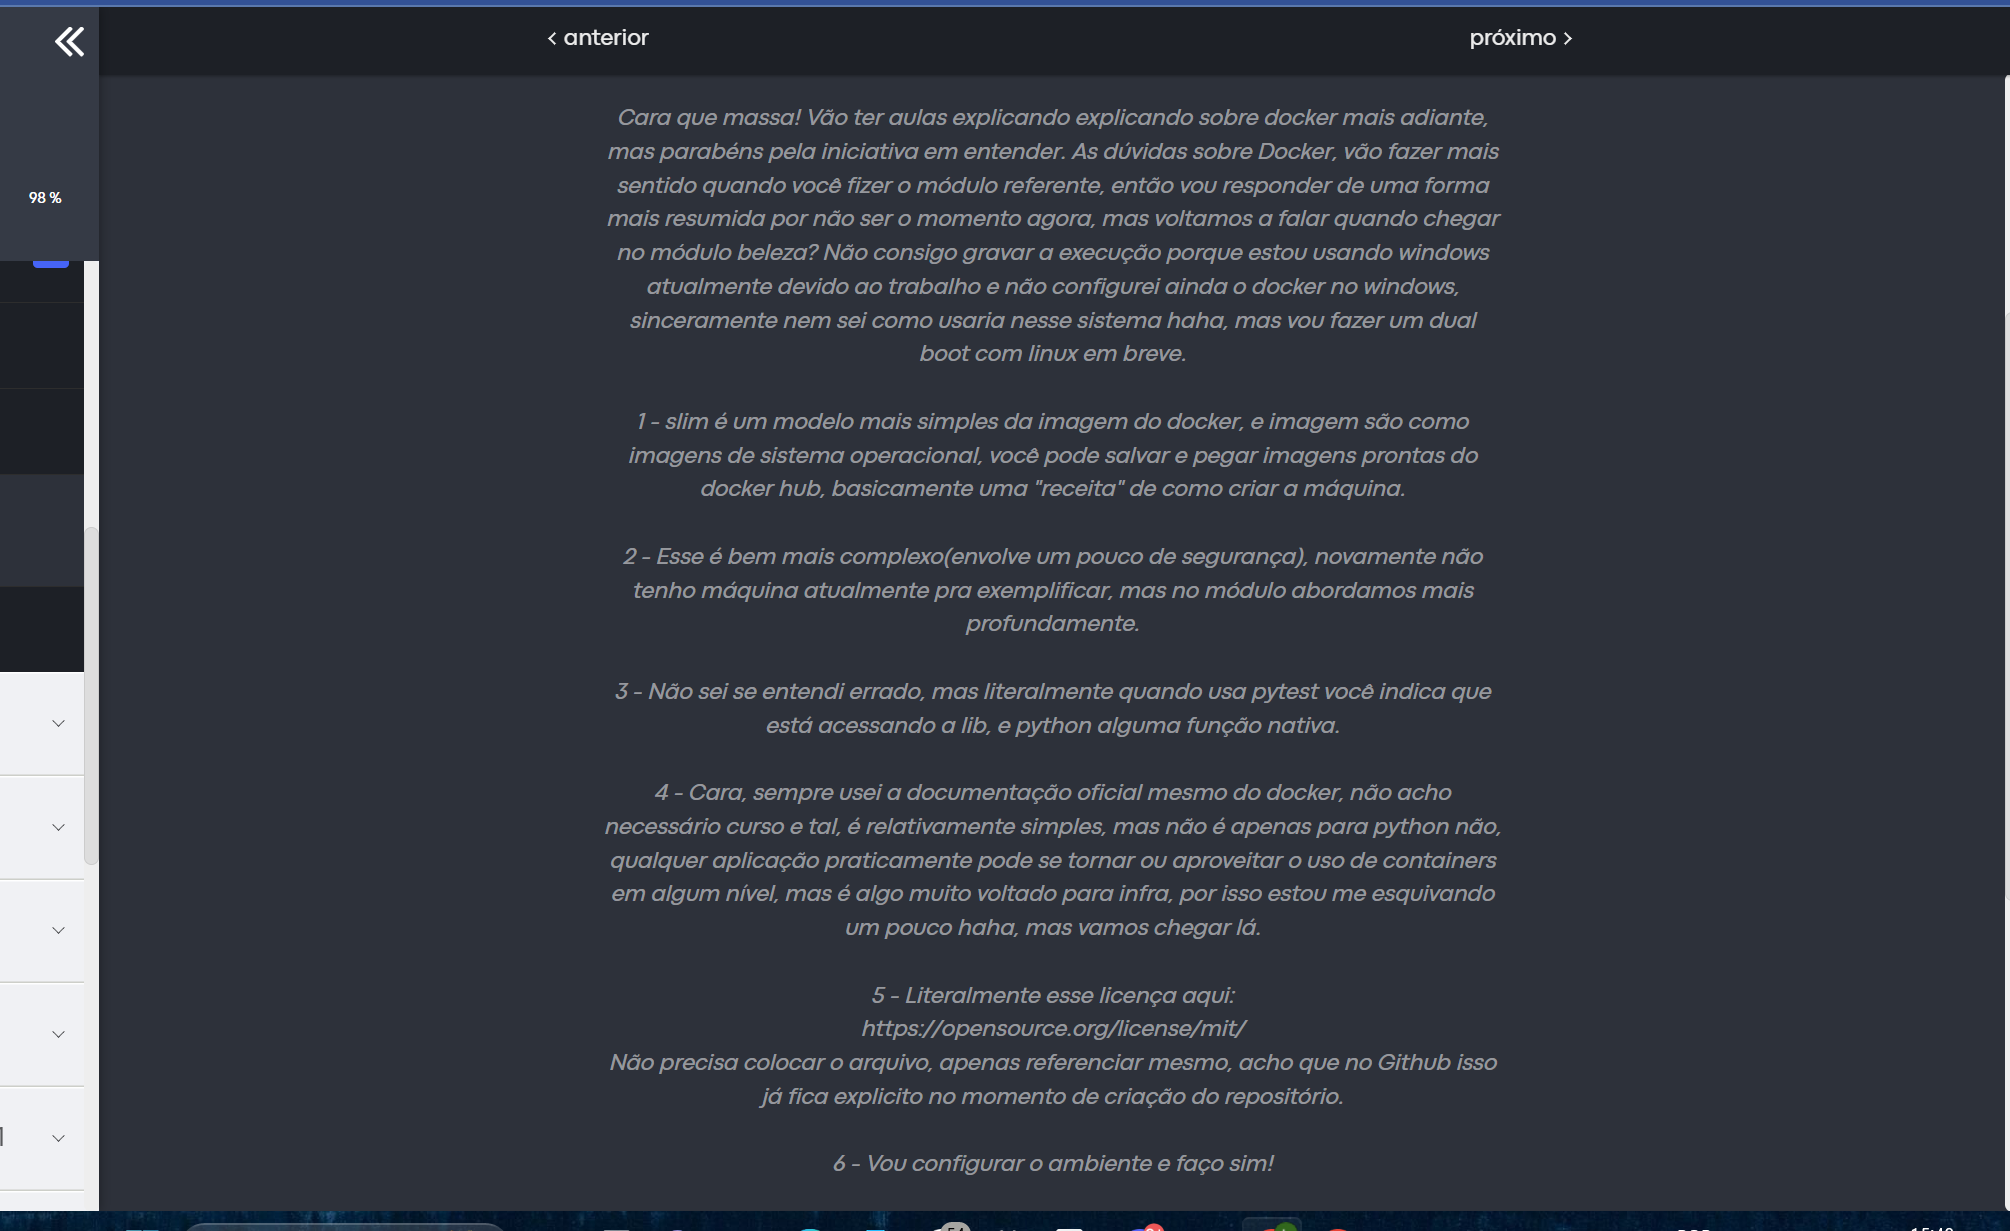 anterior
próximo
98 %
Cara que massa! Vão ter aulas explicando explicando sobre docker mais adiante,
mas parabéns pela iniciativa em entender. As dúvidas sobre Docker, vão fazer mais
sentido quando você fizer o módulo referente, então vou responder de uma forma
mais resumida por não ser o momento agora, mas voltamos a falar quando chegar
no módulo beleza? Não consigo gravar a execução porque estou usando windows
atualmente devido ao trabalho e não configurei ainda o docker no windows,
sinceramente nem sei como usaria nesse sistema haha, mas vou fazer um dual
boot com linux em breve.
1 - slim é um modelo mais simples da imagem do docker, e imagem são como
imagens de sistema operacional, você pode salvar e pegar imagens prontas do
docker hub, basicamente uma "receita" de como criar a máquina.
2 - Esse é bem mais complexo(envolve um pouco de segurança), novamente não
tenho máquina atualmente pra exemplificar, mas no módulo abordamos mais
profundamente.
3 - Não sei se entendi errado, mas literalmente quando usa pytest você indica que
está acessando a lib, e python alguma função nativa.
4 - Cara, sempre usei a documentação oficial mesmo do docker, não acho
necessário curso e tal, é relativamente simples, mas não é apenas para python não,
qualquer aplicação praticamente pode se tornar ou aproveitar o uso de containers
em algum nível, mas é algo muito voltado para infra, por isso estou me esquivando
um pouco haha, mas vamos chegar lá.
5 - Literalmente esse licença aqui:
https://opensource.org/license/mit/
Não precisa colocar o arquivo, apenas referenciar mesmo, acho que no Github isso
já fica explicito no momento de criação do repositório.
6 - Vou configurar o ambiente e faço sim!